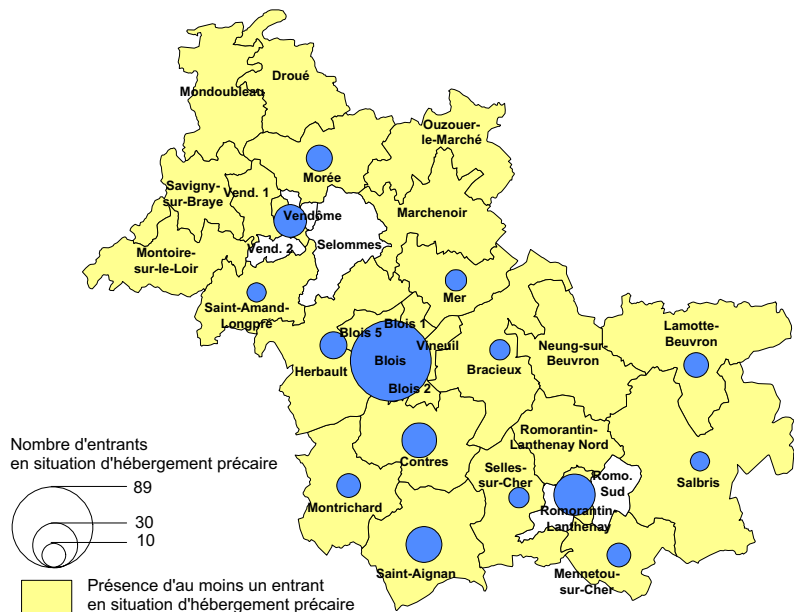 Droué
Mondoubleau
Ouzouer-
le-Marché
Morée
Savigny-
sur-Braye
Vend. 1
Vendôme
Marchenoir
Vend. 2
Selommes
Montoire-
sur-le-Loir
Mer
Saint-Amand-
Longpré
Blois 1
Blois 5
Vineuil
Lamotte-
Beuvron
Neung-sur-
Beuvron
Herbault
Blois
Bracieux
Blois 2
Romorantin-
Lanthenay Nord
Contres
Selles-
sur-Cher
Romo.
Sud
Salbris
Montrichard
Romorantin-
Lanthenay
Saint-Aignan
Mennetou-
sur-Cher
Nombre d'entrants
en situation d'hébergement précaire
89
30
10
Présence d'au moins un entrant
en situation d'hébergement précaire